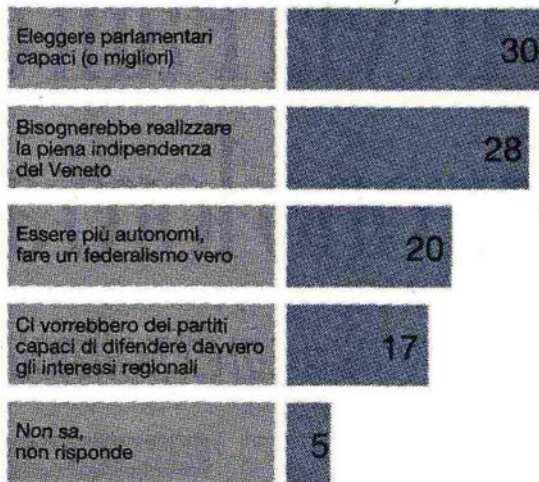 Eleggere parlamentari
capaci (o migliori)
30
Bisognerebbe realizzare
la piena indipendenza
del Veneto
28
Essere più autonomi,
fare un federalismo vero
20
Ci vorrebbero dei partiti
capaci di difendere davvero
gli interessi regionali
17
Non sa,
non risponde
5